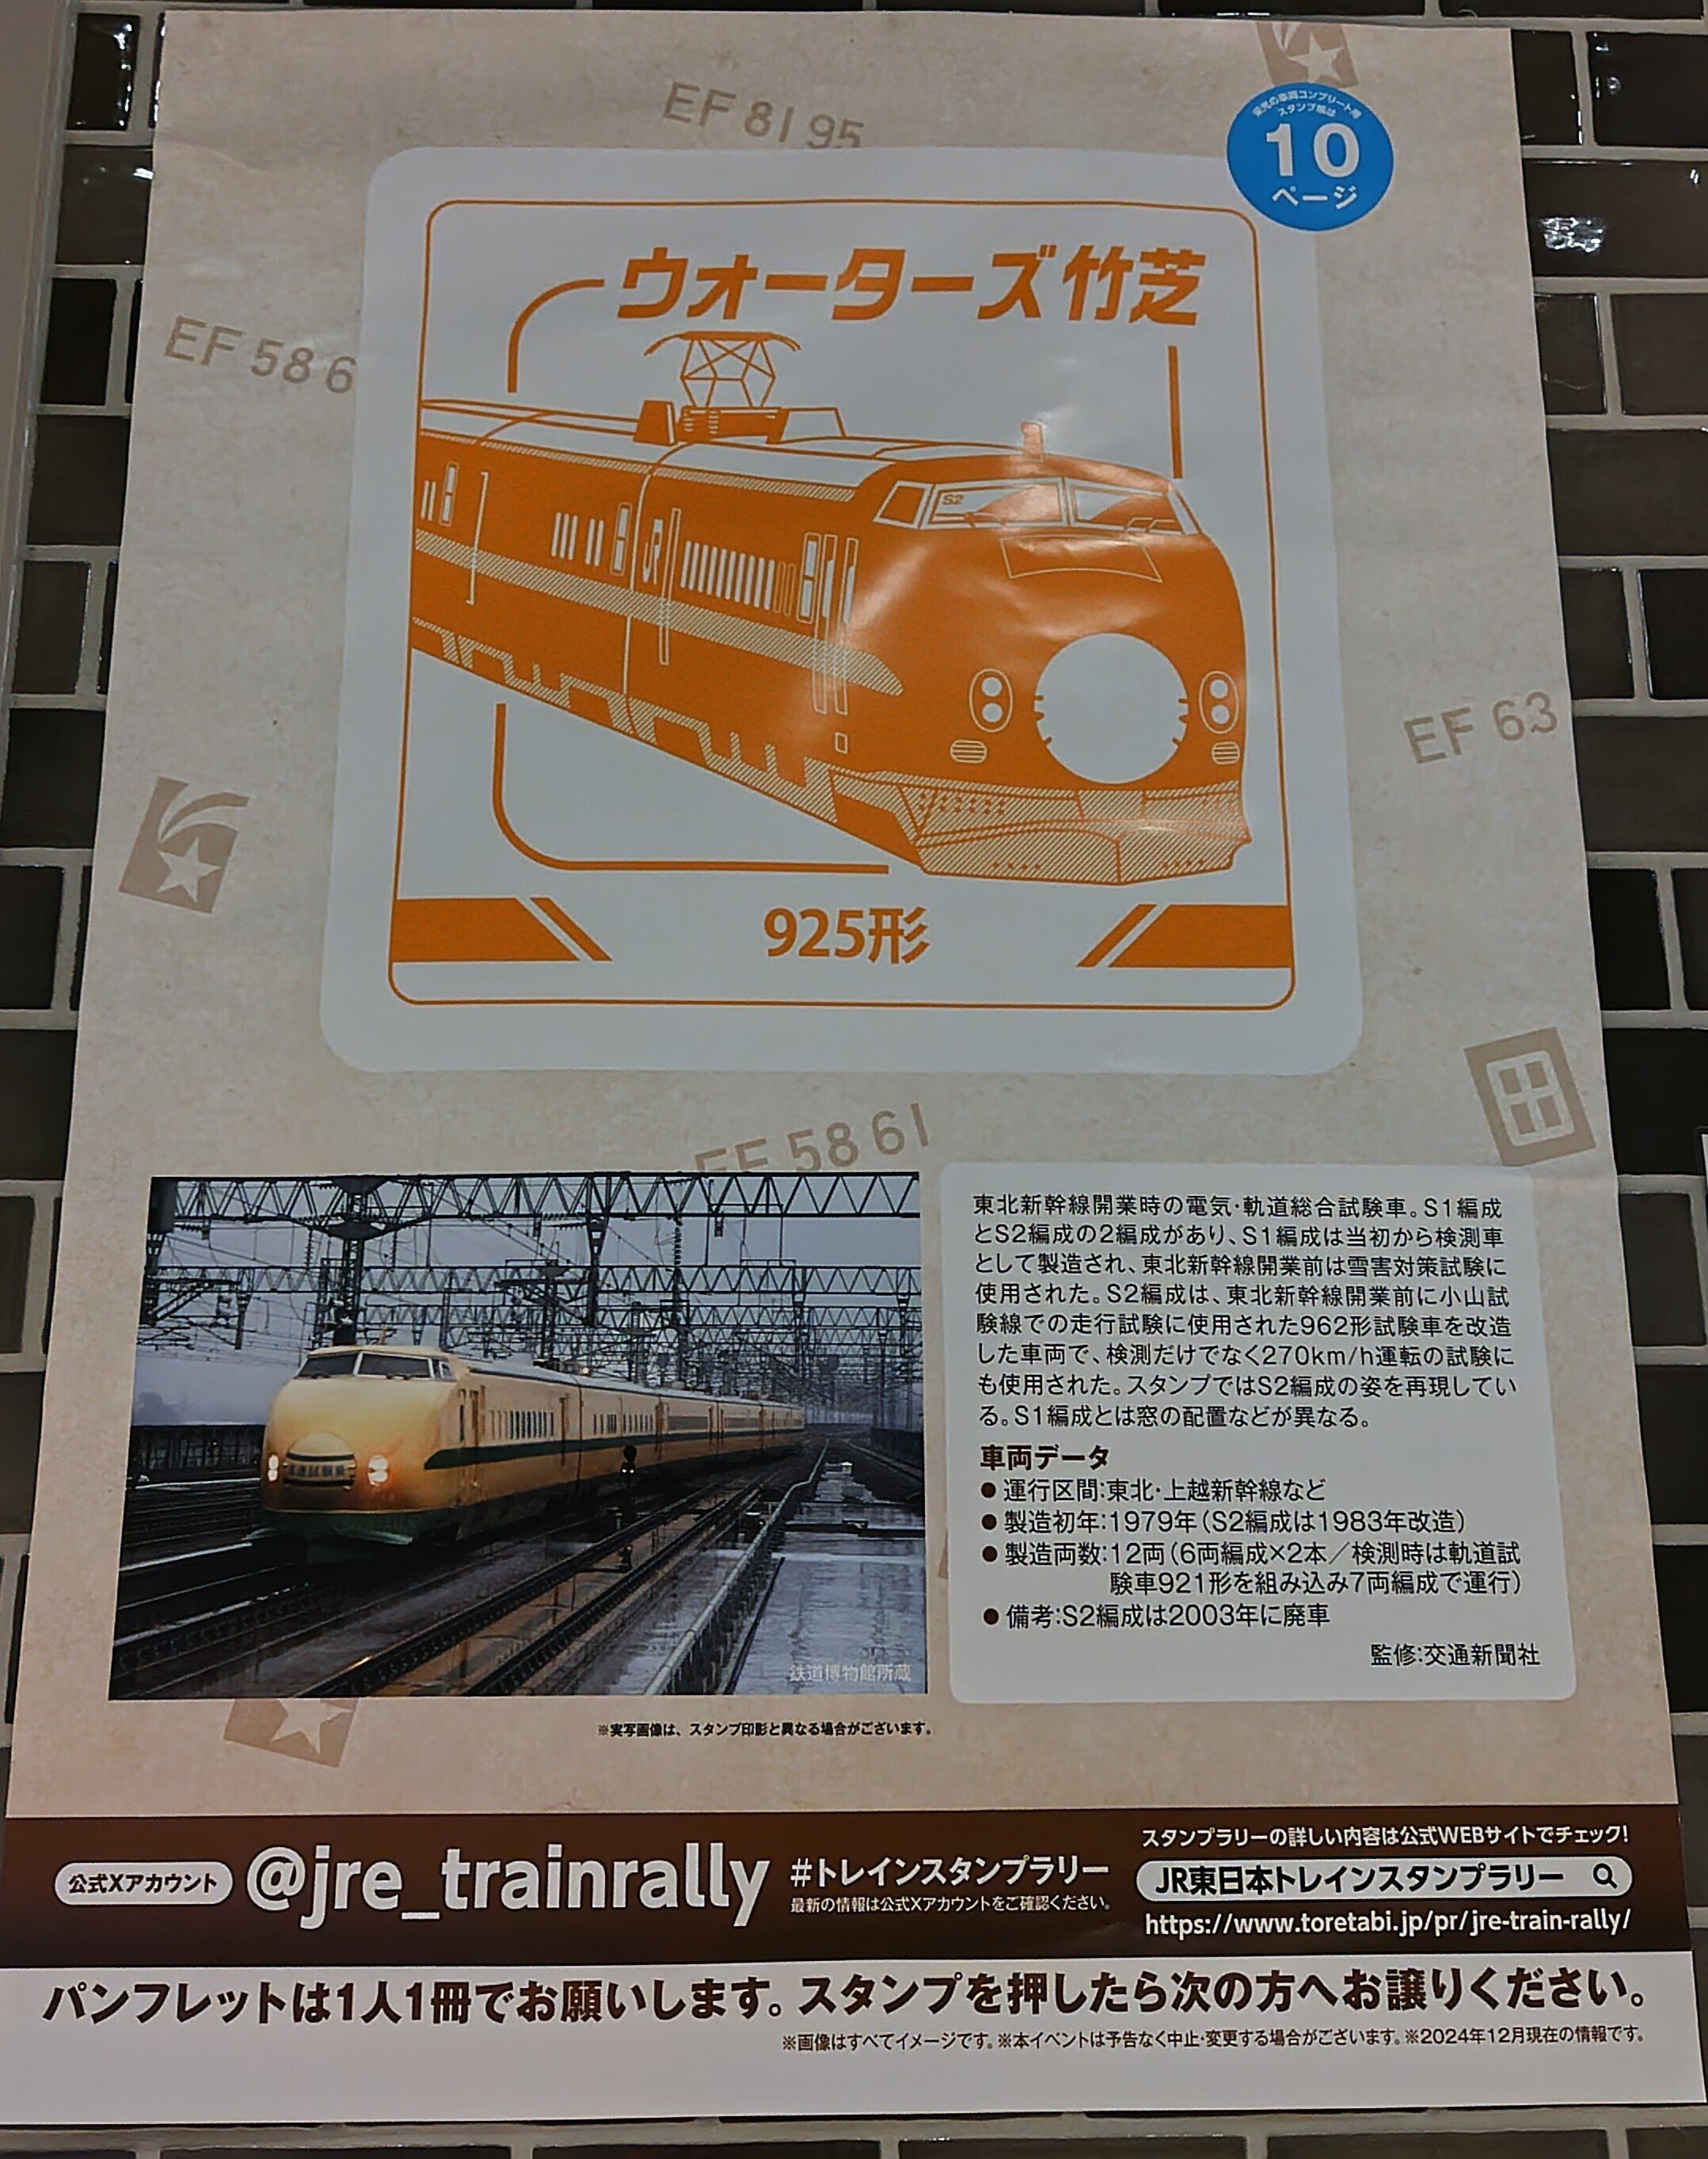 EF 81 95
憧れの車両コンプリート用
スタンプ帳は
10
ページ
ウォーターズ竹芝
EF 58 6
S2
JR
EF 63
925形
EF 58 61
東北新幹線開業時の電気・軌道総合試験車。S1編成
とS2編成の2編成があり、S1編成は当初から検測車
として製造され、東北新幹線開業前は雪害対策試験に
使用された。S2編成は、東北新幹線開業前に小山試
験線での走行試験に使用された962形試験車を改造
した車両で、検測だけでなく270km/h運転の試験に
も使用された。スタンプではS2編成の姿を再現してい
る。S1編成とは窓の配置などが異なる。
車両データ
●運行区間:東北・上越新幹線など
●製造初年:1979年(S2編成は1983年改造)
●製造両数:12両(6両編成×2本/検測時は軌道試
験車921形を組み込み7両編成で運行)
●備考:S2編成は2003年に廃車
監修:交通新聞社
鉄道博物館所蔵
※実写画像は、スタンプ印影と異なる場合がございます。
公式Xアカウント
@jre_trainrally
#トレインスタンプラリー
最新の情報は公式Xアカウントをご確認ください。
スタンプラリーの詳しい内容は公式WEBサイトでチェック!
JR東日本トレインスタンプラリー
https://www.toretabi.jp/pr/jre-train-rally/
パンフレットは1人1冊でお願いします。スタンプを押したら次の方へお譲りください。
※画像はすべてイメージです。※本イベントは予告なく中止・変更する場合がございます。※2024年12月現在の情報です。